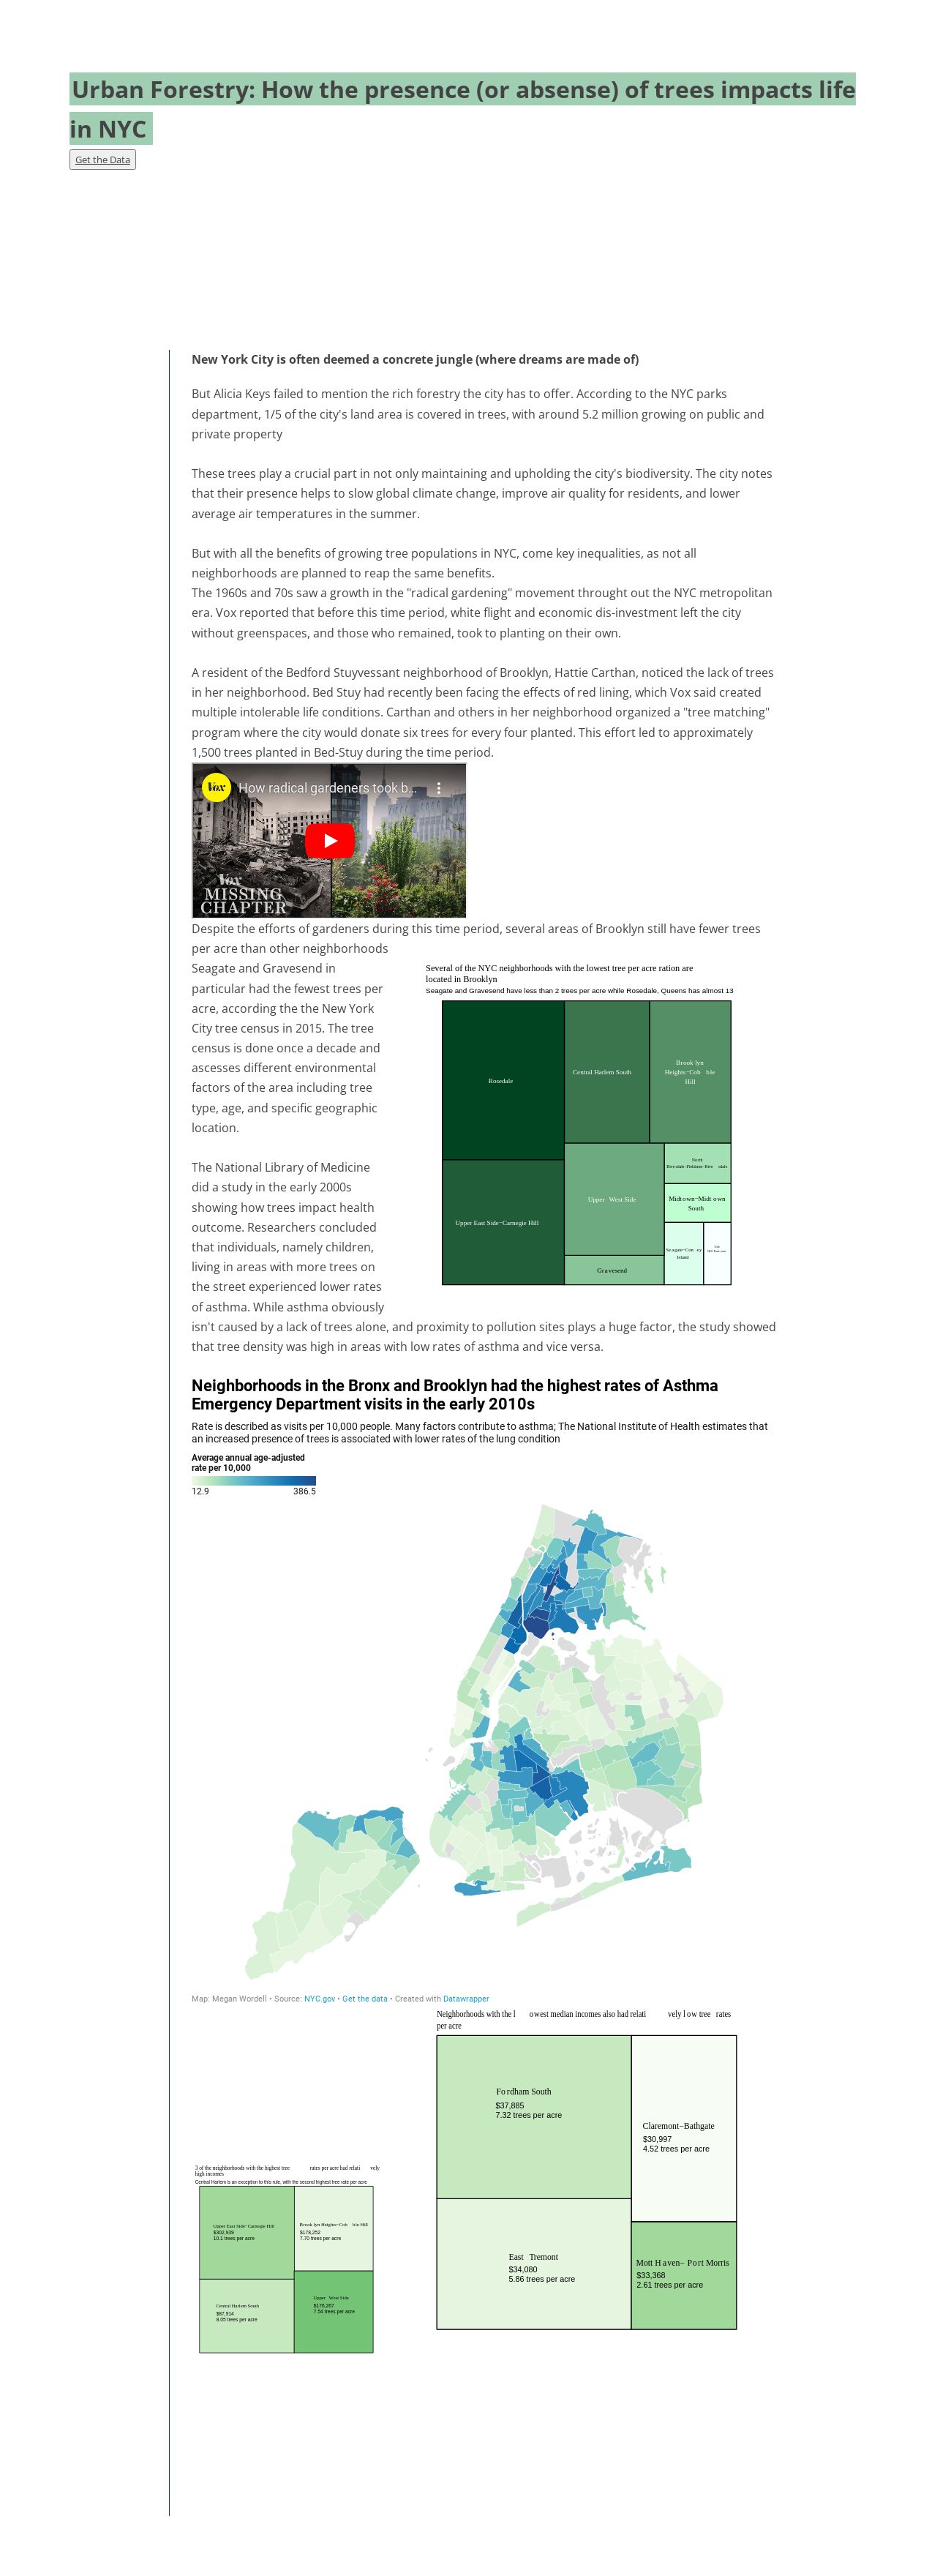 Urban Forestry: How the presence (or absense) of trees impacts life
in NYC
Get the Data
New York City is often deemed a concrete jungle (where dreams are made of)
But Alicia Keys failed to mention the rich forestry the city has to offer. According to the NYC parks
department, 1/5 of the city's land area is covered in trees, with around 5.2 million growing on public and
private property
These trees play a crucial part in not only maintaining and upholding the city's biodiversity. The city notes
that their presence helps to slow global climate change, improve air quality for residents, and lower
average air temperatures in the summer.
But with all the benefits of growing tree populations in NYC, come key inequalities, as not all
neighborhoods are planned to reap the same benefits.
The 1960s and 70s saw a growth in the "radical gardening" movement throught out the NYC metropolitan
era. Vox reported that before this time period, white flight and economic dis-investment left the city
without greenspaces, and those who remained, took to planting on their own.
A resident of the Bedford Stuyvessant neighborhood of Brooklyn, Hattie Carthan, noticed the lack of trees
in her neighborhood. Bed Stuy had recently been facing the effects of red lining, which Vox said created
multiple intolerable life conditions. Carthan and others in her neighborhood organized a "tree matching"
program where the city would donate six trees for every four planted. This effort led to approximately
1,500 trees planted in Bed-Stuy during the time period.
Vox
How radical gardeners took b...
Vox
MISSING
CHAPTER
Despite the efforts of gardeners during this time period, several areas of Brooklyn still have fewer trees
per acre than other neighborhoods
Seagate and Gravesend in
particular had the fewest trees per
acre, according the the New York
City tree census in 2015. The tree
census is done once a decade and
ascesses different environmental
factors of the area including tree
type, age, and specific geographic
location.
The National Library of Medicine
did a study in the early 2000s
showing how trees impact health
outcome. Researchers concluded
that individuals, namely children,
living in areas with more trees on
the street experienced lower rates
of asthma. While asthma obviously
isn't caused by a lack of trees alone, and proximity to pollution sites plays a huge factor, the study showed
that tree density was high in areas with low rates of asthma and vice versa.
Several of the NYC neighborhoods with the lowest tree per acre ration are
located in Brooklyn
Seagate and Gravesend have less than 2 trees per acre while Rosedale, Queens has almost 13
Rosedale
Central Harlem South
Brook lyn
Heights−Cob ble
Hill
Upper East Side−Carnegie Hill
Upper West Side
North
Riverdale−Fieldston−Rive rdale
Midtown−Midt own
South
Gravesend
Seagate−Con ey
Island
Neighborhoods in the Bronx and Brooklyn had the highest rates of Asthma
Emergency Department visits in the early 2010s
Rate is described as visits per 10,000 people. Many factors contribute to asthma; The National Institute of Health estimates that
an increased presence of trees is associated with lower rates of the lung condition
Average annual age-adjusted
rate per 10,000
12.9 386.5
Map: Megan Wordell • Source: NYC.gov • Get the data • Created with Datawrapper
Neighborhoods with the l owest median incomes also had relati vely l ow tree rates
per acre
Fordham South
$37,885
7.32 trees per acre
Claremont−Bathgate
$30,997
4.52 trees per acre
East Tremont
$34,080
5.86 trees per acre
Mott H aven− Port Morris
$33,368
2.61 trees per acre
3 of the neighborhoods with the highest tree rates per acre had relati vely
high incomes
Central Harlem is an exception to this rule, with the second highest tree rate per acre
Upper East Side−Carnegie Hill
$302,939
10.1 trees per acre
Brook lyn Heights−Cob ble Hill
$178,252
7.70 trees per acre
Central Harlem South
$87,914
8.05 trees per acre
Upper West Side
$176,267
7.54 trees per acre